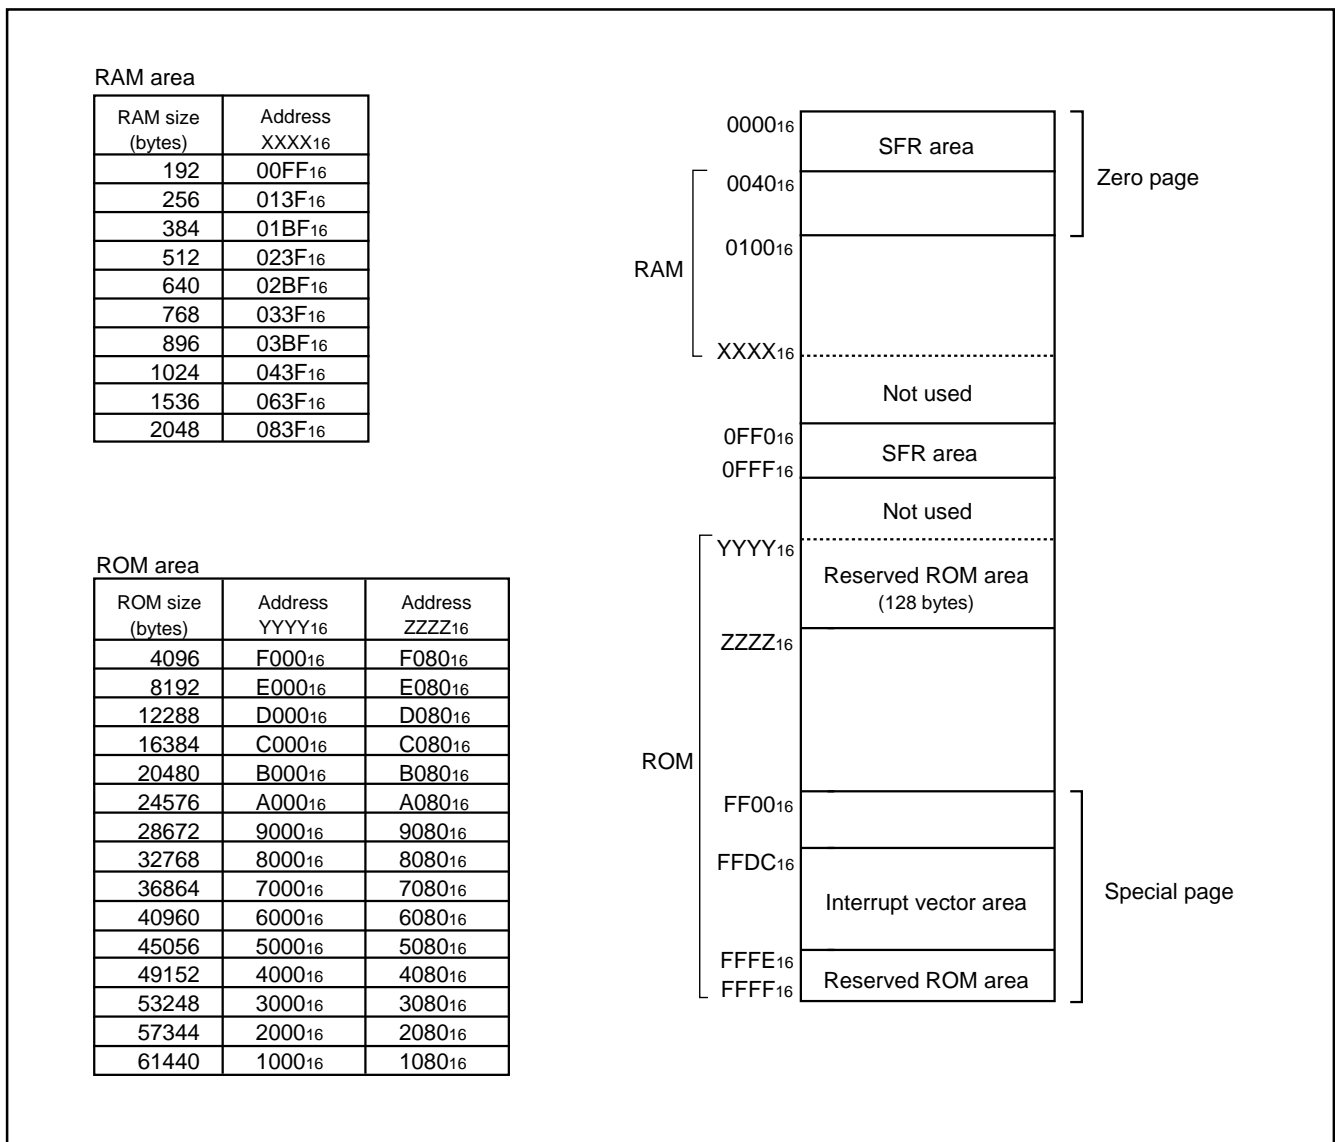 RAM area
RAM size (bytes) Address XXXX16
192 00FF16
256 013F16
384 01BF16
512 023F16
640 02BF16
768 033F16
896 03BF16
1024 043F16
1536 063F16
2048 083F16
ROM area
ROM size (bytes) Address YYYY16 Address ZZZZ16
4096 F00016 F08016
8192 E00016 E08016
12288 D00016 D08016
16384 C00016 C08016
20480 B00016 B08016
24576 A00016 A08016
28672 900016 908016
32768 800016 808016
36864 700016 708016
40960 600016 608016
45056 500016 508016
49152 400016 408016
53248 300016 308016
57344 200016 208016
61440 100016 108016
000016
SFR area
Zero page
004016
010016
RAM
XXXX16
Not used
0FF016
SFR area
0FFF16
Not used
YYYY16
Reserved ROM area
(128 bytes)
ZZZZ16
ROM
FF0016
FFDC16
Interrupt vector area
Special page
FFFE16
Reserved ROM area
FFFF16